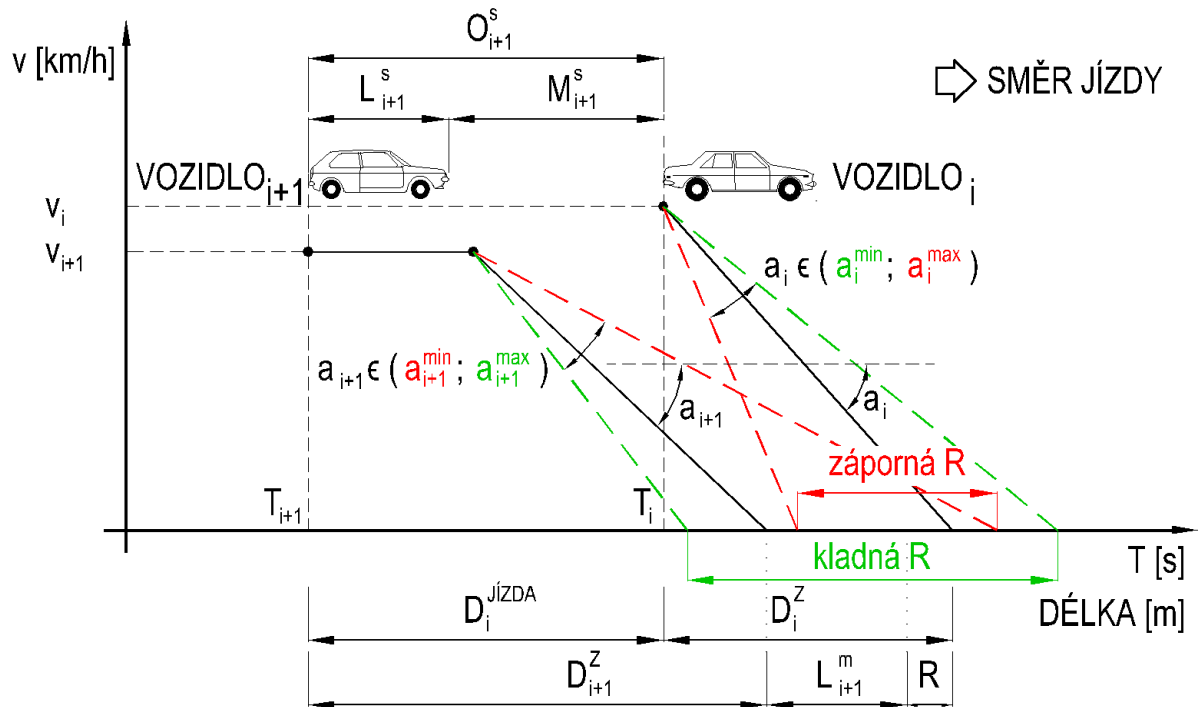 O^s_{i+1}
v [km/h]
L^s_{i+1} M^s_{i+1}
SMĚR JÍZDY
VOZIDLO_{i+1} VOZIDLO_i
v_i
v_{i+1}
a_i ϵ ( a_i^{min} ; a_i^{max} )
a_{i+1} ϵ ( a_{i+1}^{min} ; a_{i+1}^{max} )
a_{i+1} a_i
záporná R
T_{i+1} T_i
kladná R T [s]
D_i^{JÍZDA} D_i^Z DÉLKA [m]
D_{i+1}^Z L_{i+1}^m R